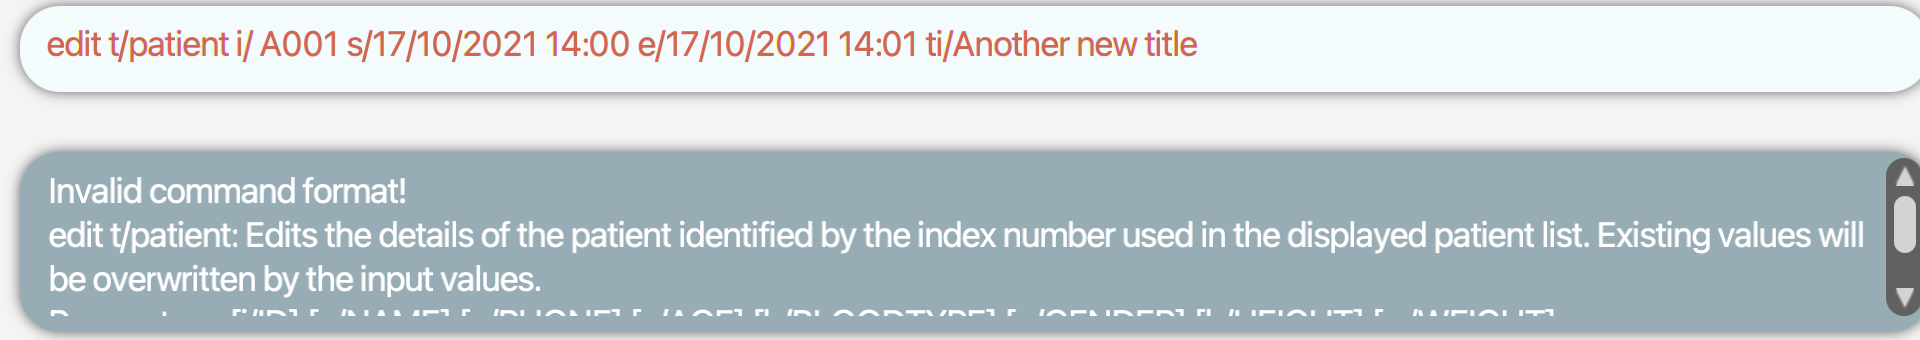 edit t/patient i/ A001 s/17/10/2021 14:00 e/17/10/2021 14:01 ti/Another new title
Invalid command format!
edit t/patient: Edits the details of the patient identified by the index number used in the displayed patient list. Existing values will
be overwritten by the input values.